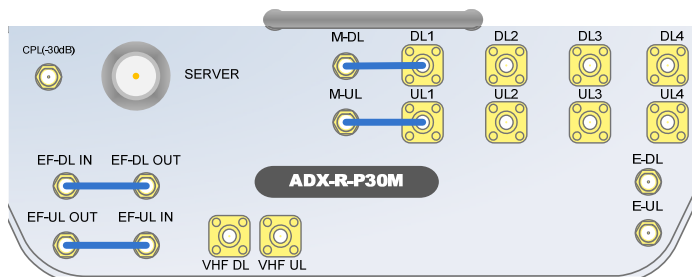 M-DL DL1 DL2 DL3 DL4
CPL(-30dB)
SERVER
M-UL UL1 UL2 UL3 UL4
EF-DL IN EF-DL OUT
E-DL
ADX-R-P30M
E-UL
EF-UL OUT EF-UL IN
VHF DL VHF UL